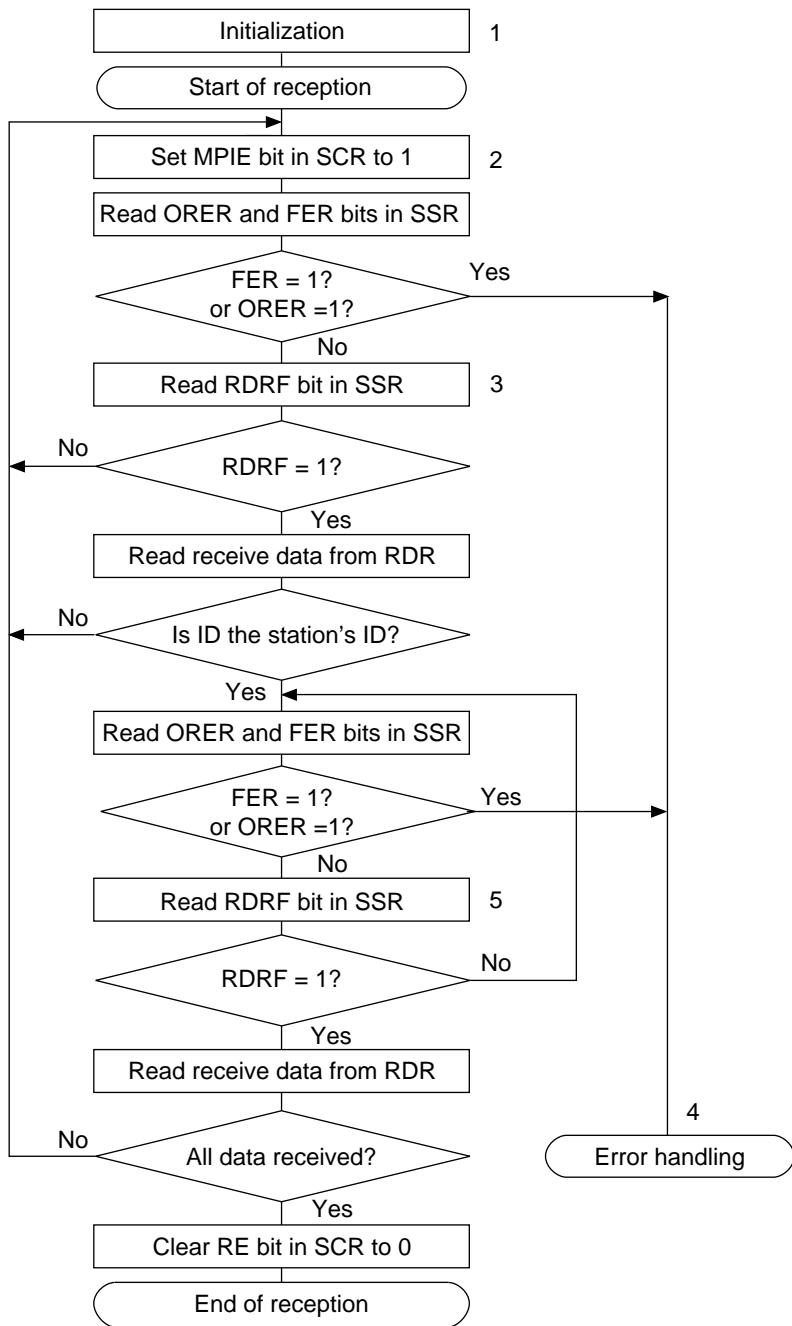 Initialization
1
Start of reception
Set MPIE bit in SCR to 1
2
Read ORER and FER bits in SSR
FER = 1?
or ORER =1?
Yes
No
Read RDRF bit in SSR
3
RDRF = 1?
No
Yes
Read receive data from RDR
Is ID the station's ID?
No
Yes
Read ORER and FER bits in SSR
FER = 1?
or ORER =1?
Yes
No
Read RDRF bit in SSR
5
RDRF = 1?
No
Yes
Read receive data from RDR
All data received?
No
Yes
4
Error handling
Clear RE bit in SCR to 0
End of reception